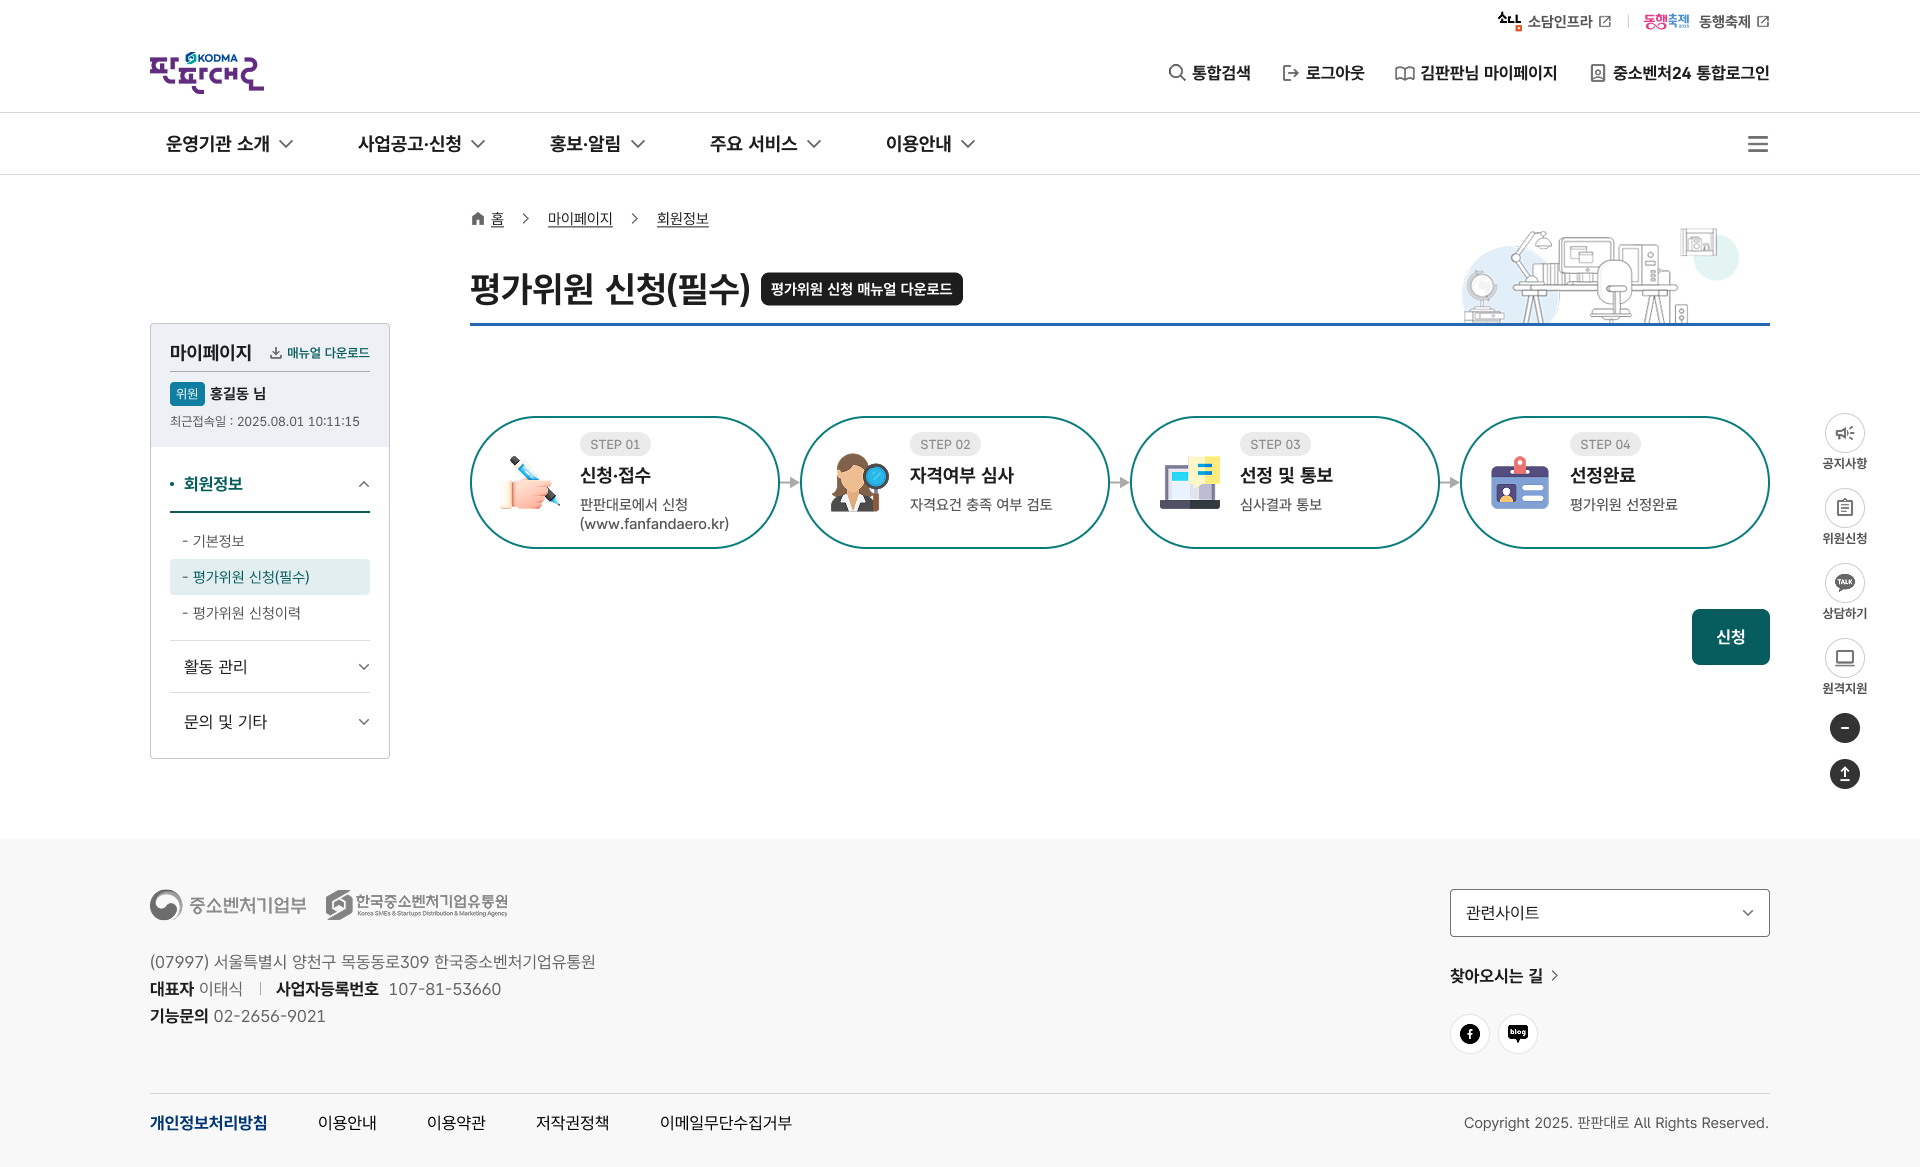 소담 소담인프라
동행축제 2025 동행축제
KODMA
판판대로
통합검색
로그아웃
김판판님 마이페이지
중소벤처24 통합로그인
운영기관 소개
사업공고·신청
홍보·알림
주요 서비스
이용안내
홈 > 마이페이지 > 회원정보
평가위원 신청(필수)
평가위원 신청 매뉴얼 다운로드
마이페이지
매뉴얼 다운로드
위원 홍길동 님
최근접속일 : 2025.08.01 10:11:15
회원정보
- 기본정보
- 평가위원 신청(필수)
- 평가위원 신청이력
활동 관리
문의 및 기타
STEP 01
신청·접수
판판대로에서 신청
(www.fanfandaero.kr)
STEP 02
자격여부 심사
자격요건 충족 여부 검토
STEP 03
선정 및 통보
심사결과 통보
STEP 04
선정완료
평가위원 선정완료
신청
공지사항
위원신청
TALK
상담하기
원격지원
중소벤처기업부
한국중소벤처기업유통원
Korea SMEs & Startups Distribution & Marketing Agency
(07997) 서울특별시 양천구 목동동로309 한국중소벤처기업유통원
대표자 이태식 사업자등록번호 107-81-53660
기능문의 02-2656-9021
관련사이트
찾아오시는 길
blog
개인정보처리방침
이용안내
이용약관
저작권정책
이메일무단수집거부
Copyright 2025. 판판대로 All Rights Reserved.